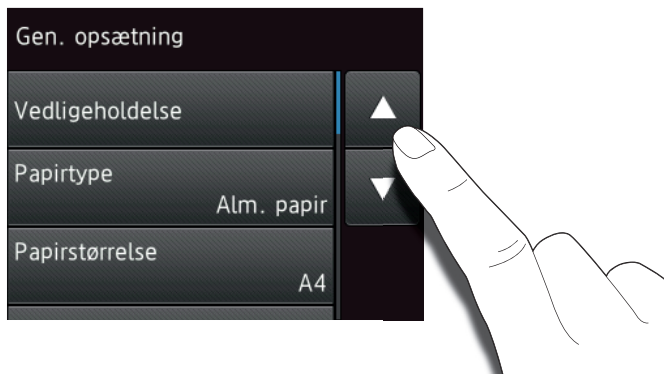 Gen. opsætning
Vedligeholdelse
Papirtype
Alm. papir
Papirstørrelse
A4